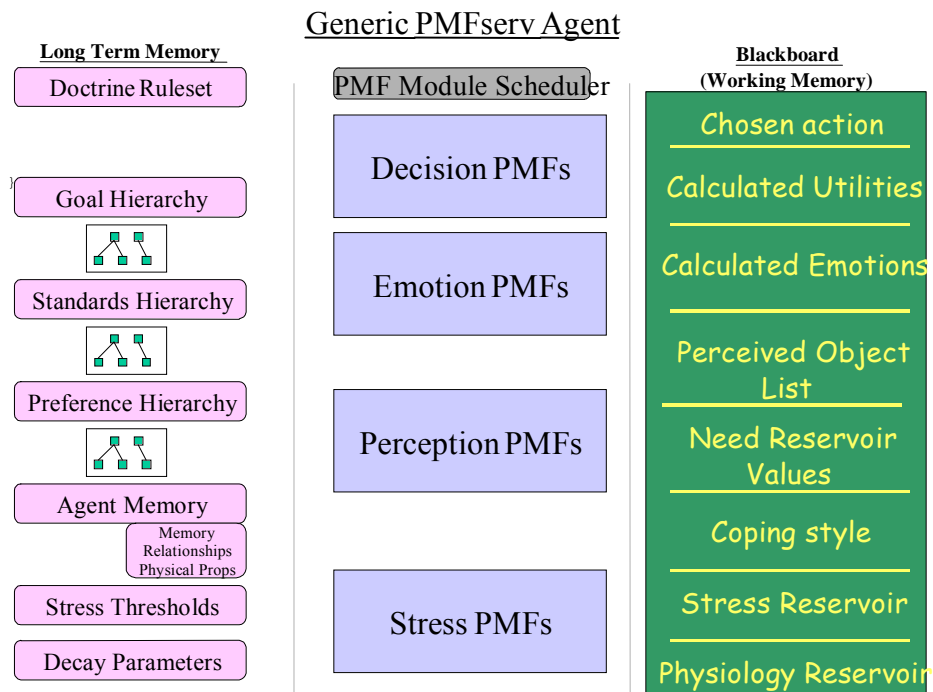 Generic PMFserv Agent
Long Term Memory
Doctrine Ruleset
}
Goal Hierarchy
Standards Hierarchy
Preference Hierarchy
Agent Memory
Memory
Relationships
Physical Props
Stress Thresholds
Decay Parameters
PMF Module Scheduler
Decision PMFs
Emotion PMFs
Perception PMFs
Stress PMFs
Blackboard
(Working Memory)
Chosen action
Calculated Utilities
Calculated Emotions
Perceived Object
List
Need Reservoir
Values
Coping style
Stress Reservoir
Physiology Reservoir